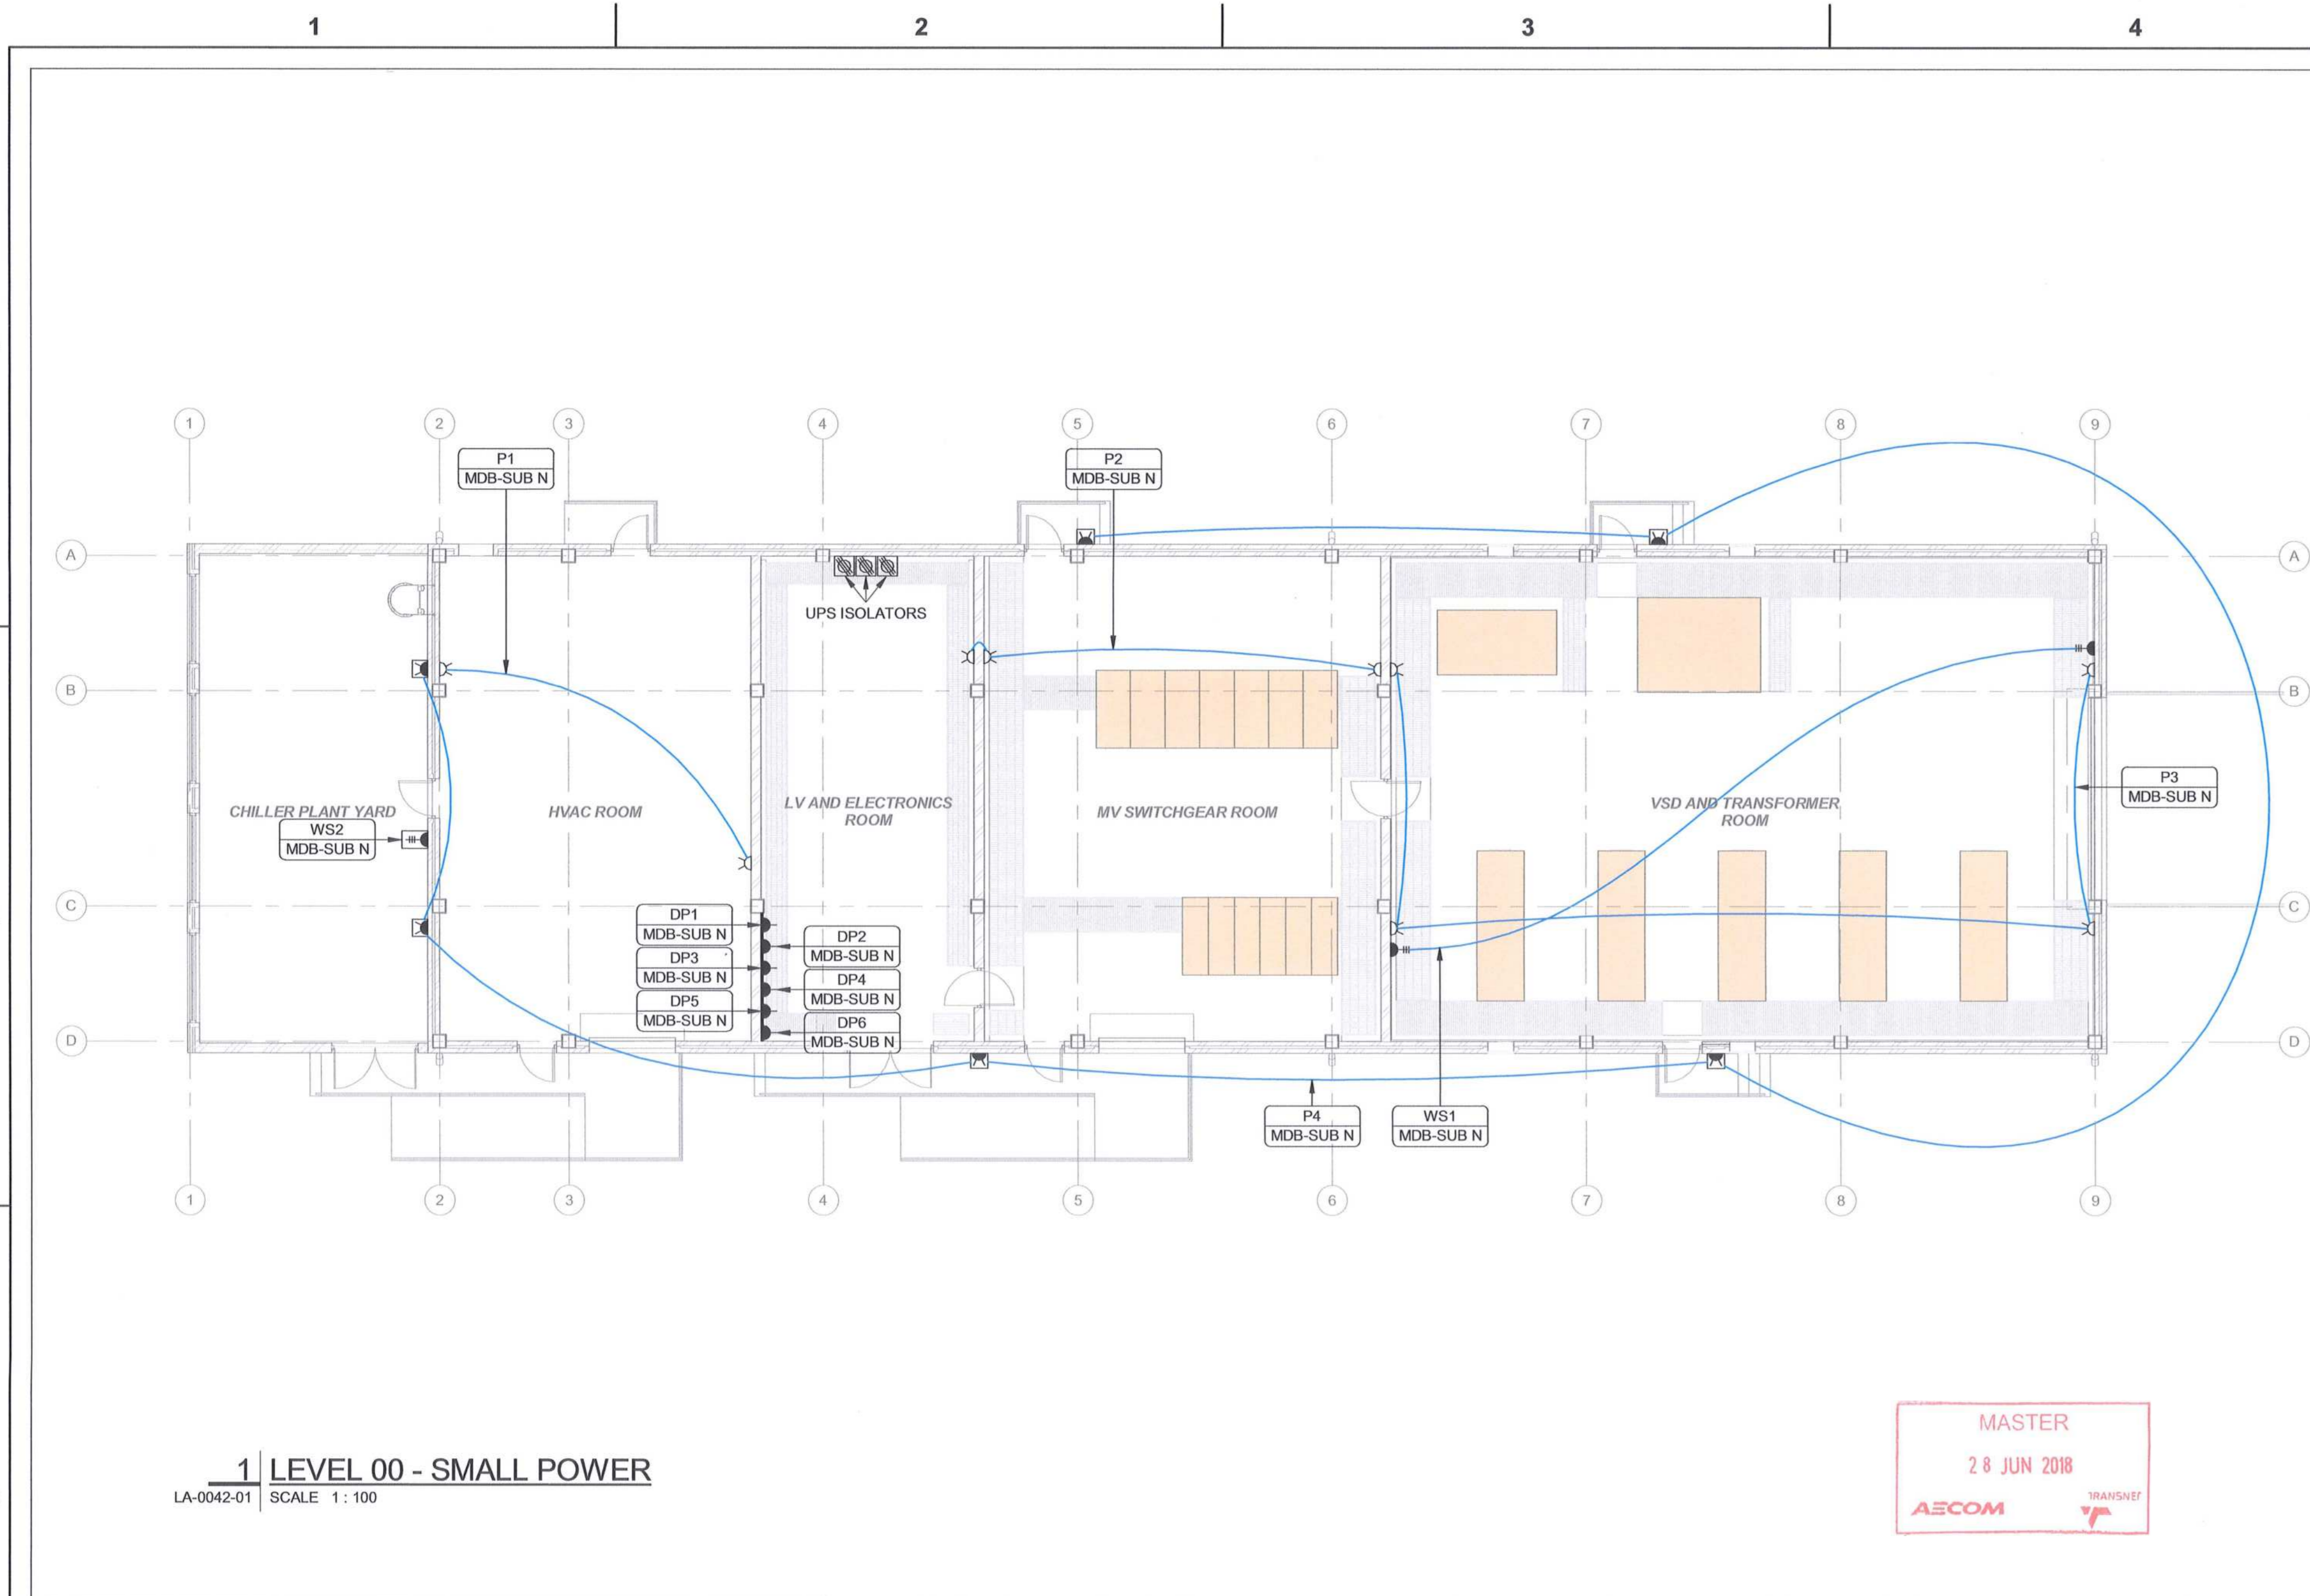 1 2 3 4
1 2 3 4 5 6 7 8 9
P1
MDB-SUB N
P2
MDB-SUB N
A A
UPS ISOLATORS
B B
P3
MDB-SUB N
CHILLER PLANT YARD
HVAC ROOM
LV AND ELECTRONICS
ROOM
MV SWITCHGEAR ROOM
VSD AND TRANSFORMER
ROOM
WS2
MDB-SUB N
C C
DP1
MDB-SUB N
DP2
MDB-SUB N
DP3
MDB-SUB N
DP4
MDB-SUB N
DP5
MDB-SUB N
DP6
MDB-SUB N
D D
P4
MDB-SUB N
WS1
MDB-SUB N
1 2 3 4 5 6 7 8 9
1 LEVEL 00 - SMALL POWER
LA-0042-01 SCALE 1 : 100
MASTER
28 JUN 2018
AECOM
TRANSNET